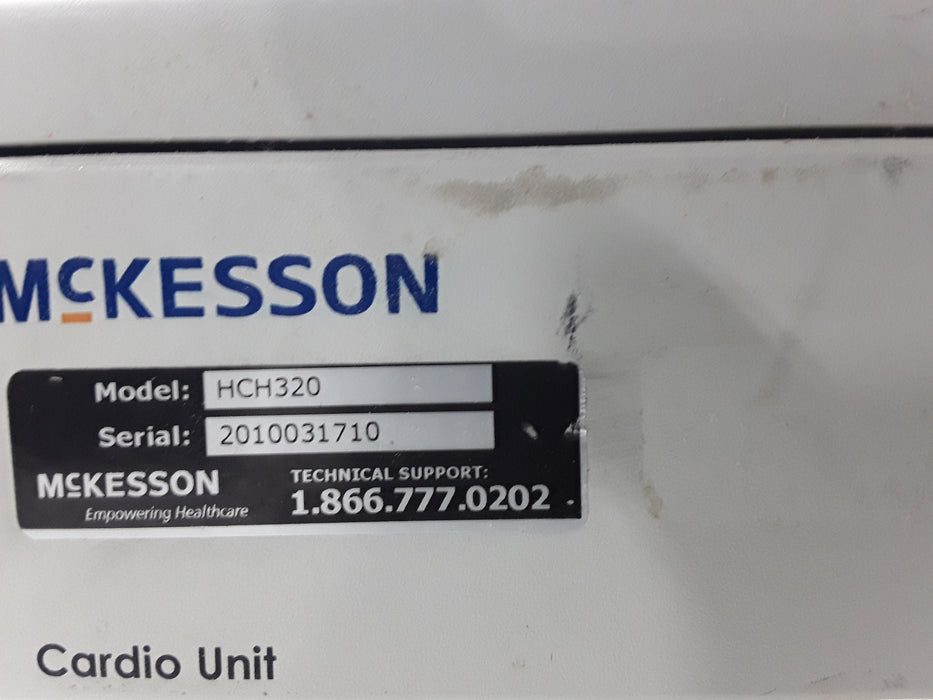 McKESSON
Model: HCH320
Serial: 2010031710
McKESSON
Empowering Healthcare
TECHNICAL SUPPORT:
1.866.777.0202
Cardio Unit